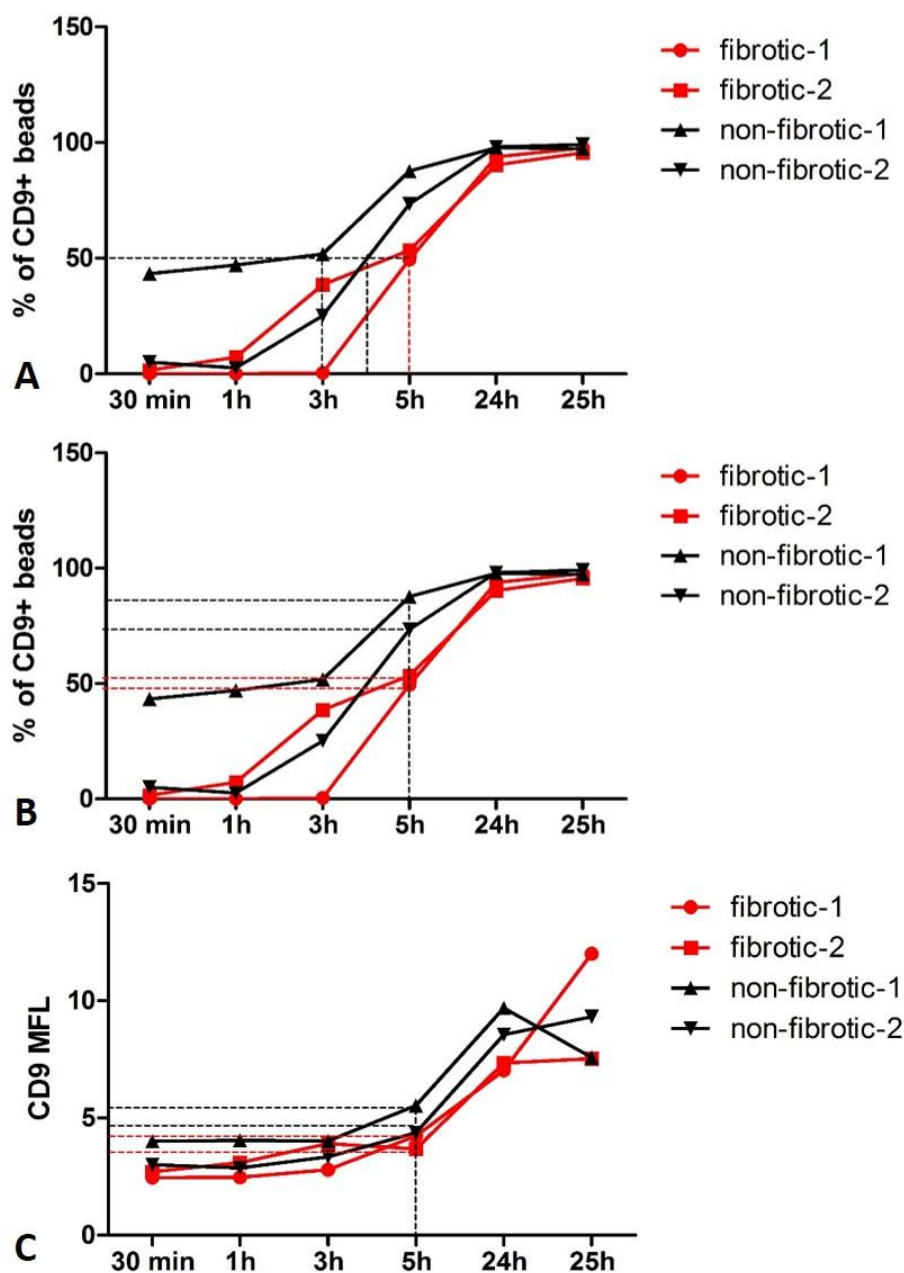 A
% of CD9+ beads
150
100
50
0
30 min 1h 3h 5h 24h 25h
fibrotic-1
fibrotic-2
non-fibrotic-1
non-fibrotic-2
B
% of CD9+ beads
150
100
50
0
30 min 1h 3h 5h 24h 25h
fibrotic-1
fibrotic-2
non-fibrotic-1
non-fibrotic-2
C
CD9 MFL
15
10
5
0
30 min 1h 3h 5h 24h 25h
fibrotic-1
fibrotic-2
non-fibrotic-1
non-fibrotic-2